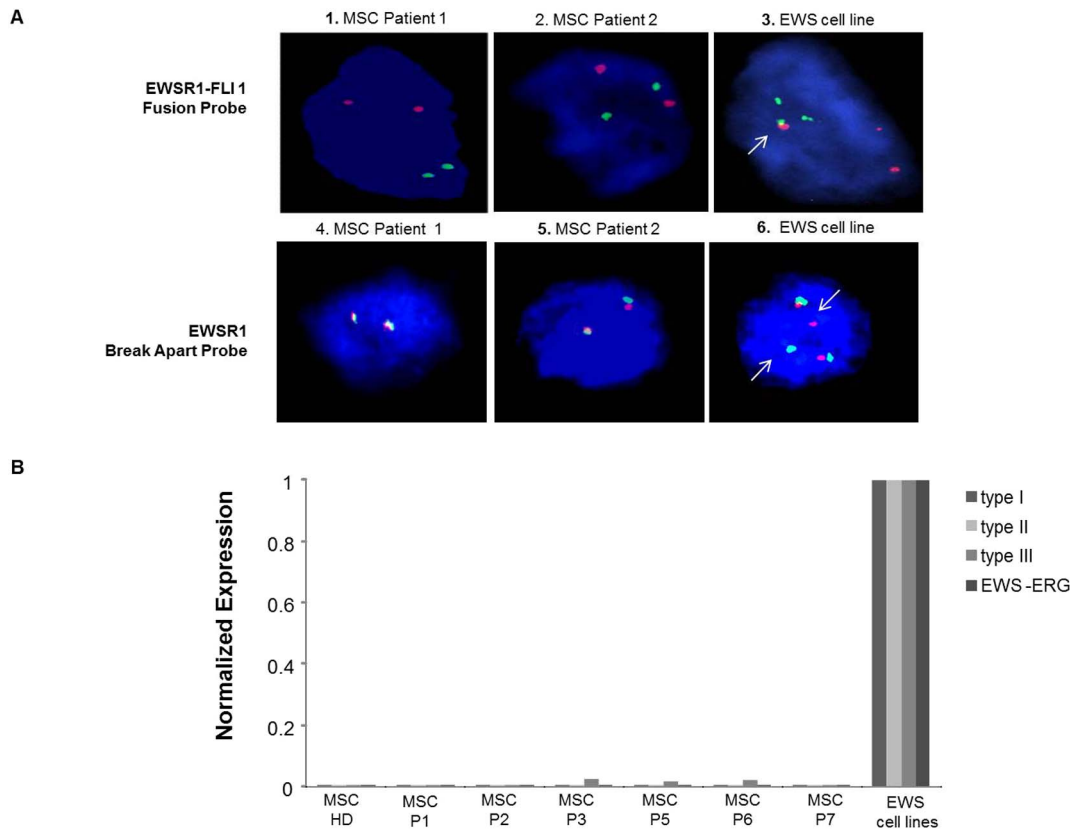 A
1. MSC Patient 1
2. MSC Patient 2
3. EWS cell line
EWSR1-FLI 1
Fusion Probe
4. MSC Patient 1
5. MSC Patient 2
6. EWS cell line
EWSR1
Break Apart Probe
B
Normalized Expression
1
0.8
0.6
0.4
0.2
0
MSC
HD
MSC
P1
MSC
P2
MSC
P3
MSC
P5
MSC
P6
MSC
P7
EWS
cell lines
type I
type II
type III
EWS -ERG